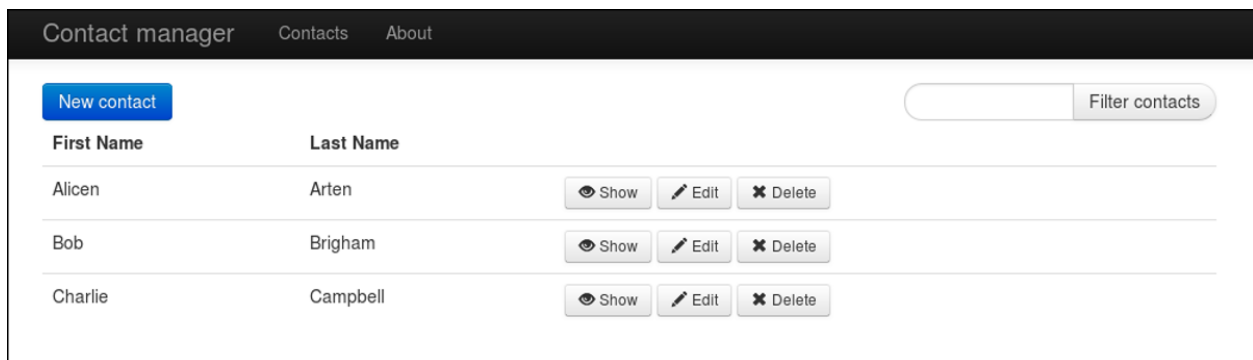 Contact manager Contacts About
New contact Filter contacts
First Name Last Name
Alicen Arten Show Edit Delete
Bob Brigham Show Edit Delete
Charlie Campbell Show Edit Delete